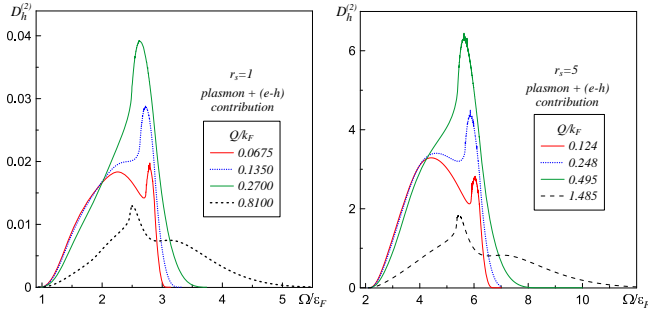 D_h^(2)
0.04
0.03
0.02
0.01
0
1
2
3
4
5
Ω/ε_F
r_s=1
plasmon + (e-h)
contribution
Q/k_F
0.0675
0.1350
0.2700
0.8100
D_h^(2)
6
4
2
0
2
4
6
8
10
Ω/ε_F
r_s=5
plasmon + (e-h)
contribution
Q/k_F
0.124
0.248
0.495
1.485